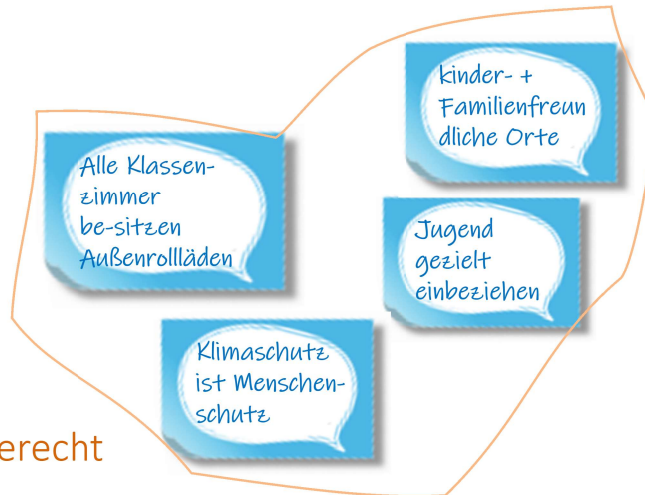 kinder- +
Familienfreun
dliche Orte
Alle Klassen-
zimmer
be-sitzen
Außenrollläden
Jugend
gezielt
einbeziehen
Klimaschutz
ist Menschen-
schutz
erecht